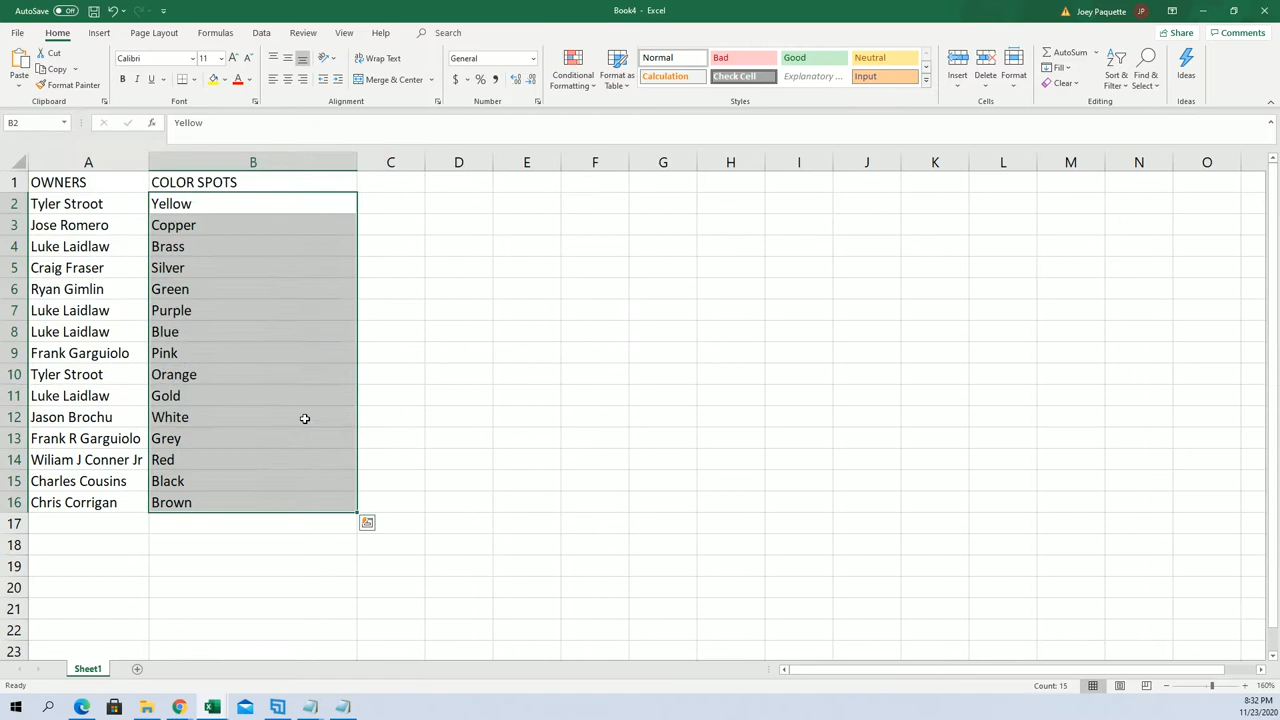 AutoSave Off
Book4 - Excel
Joey Paquette JP
File Home Insert Page Layout Formulas Data Review View Help Search
Share Comments
Paste
Cut
Copy
Format Painter
Clipboard
Calibri 11
B I U
Font
Wrap Text
Merge & Center
Alignment
General
$ % ,
Number
Conditional Formatting
Format as Table
Normal Bad Good Neutral
Calculation Check Cell Explanatory ... Input
Styles
Insert Delete Format
Cells
AutoSum
Fill
Clear
Sort & Filter
Find & Select
Editing
Ideas
Ideas
B2 fx Yellow
A B C D E F G H I J K L M N O
1 OWNERS COLOR SPOTS
2 Tyler Stroot Yellow
3 Jose Romero Copper
4 Luke Laidlaw Brass
5 Craig Fraser Silver
6 Ryan Gimlin Green
7 Luke Laidlaw Purple
8 Luke Laidlaw Blue
9 Frank Garguiolo Pink
10 Tyler Stroot Orange
11 Luke Laidlaw Gold
12 Jason Brochu White
13 Frank R Garguiolo Grey
14 Wiliam J Conner Jr Red
15 Charles Cousins Black
16 Chris Corrigan Brown
17
18
19
20
21
22
23
Sheet1
Ready
Count: 15
160%
8:32 PM
11/23/2020